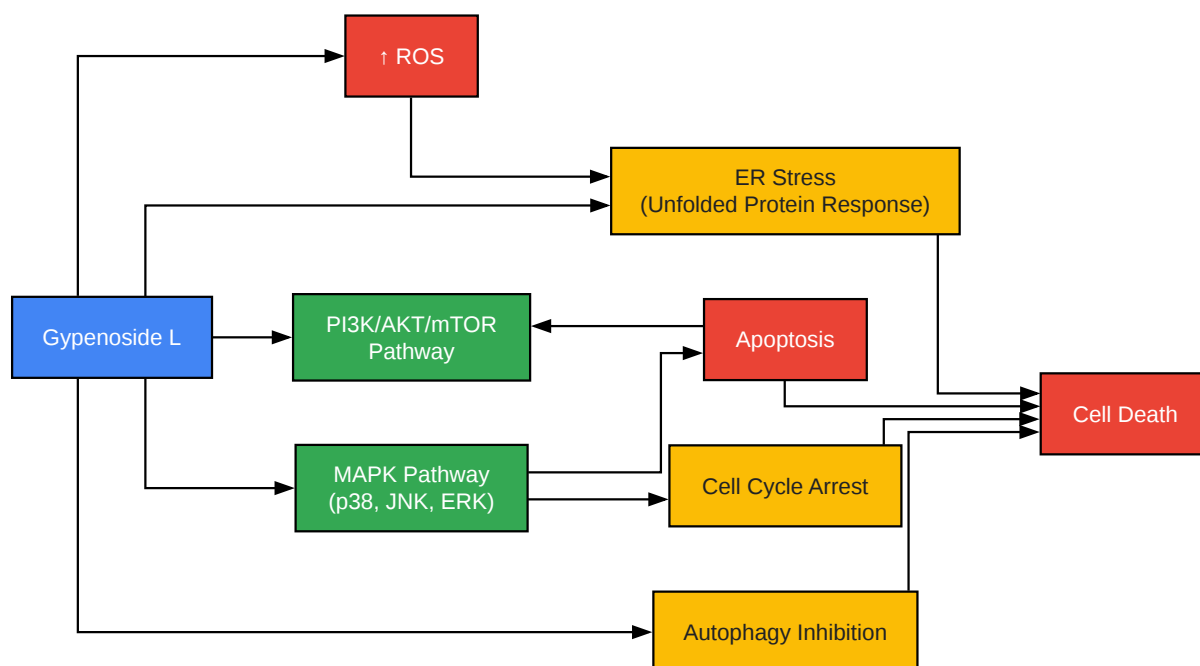 ↑ ROS
ER Stress
(Unfolded Protein Response)
Gypenoside L
PI3K/AKT/mTOR
Pathway
Apoptosis
Cell Death
MAPK Pathway
(p38, JNK, ERK)
Cell Cycle Arrest
Autophagy Inhibition